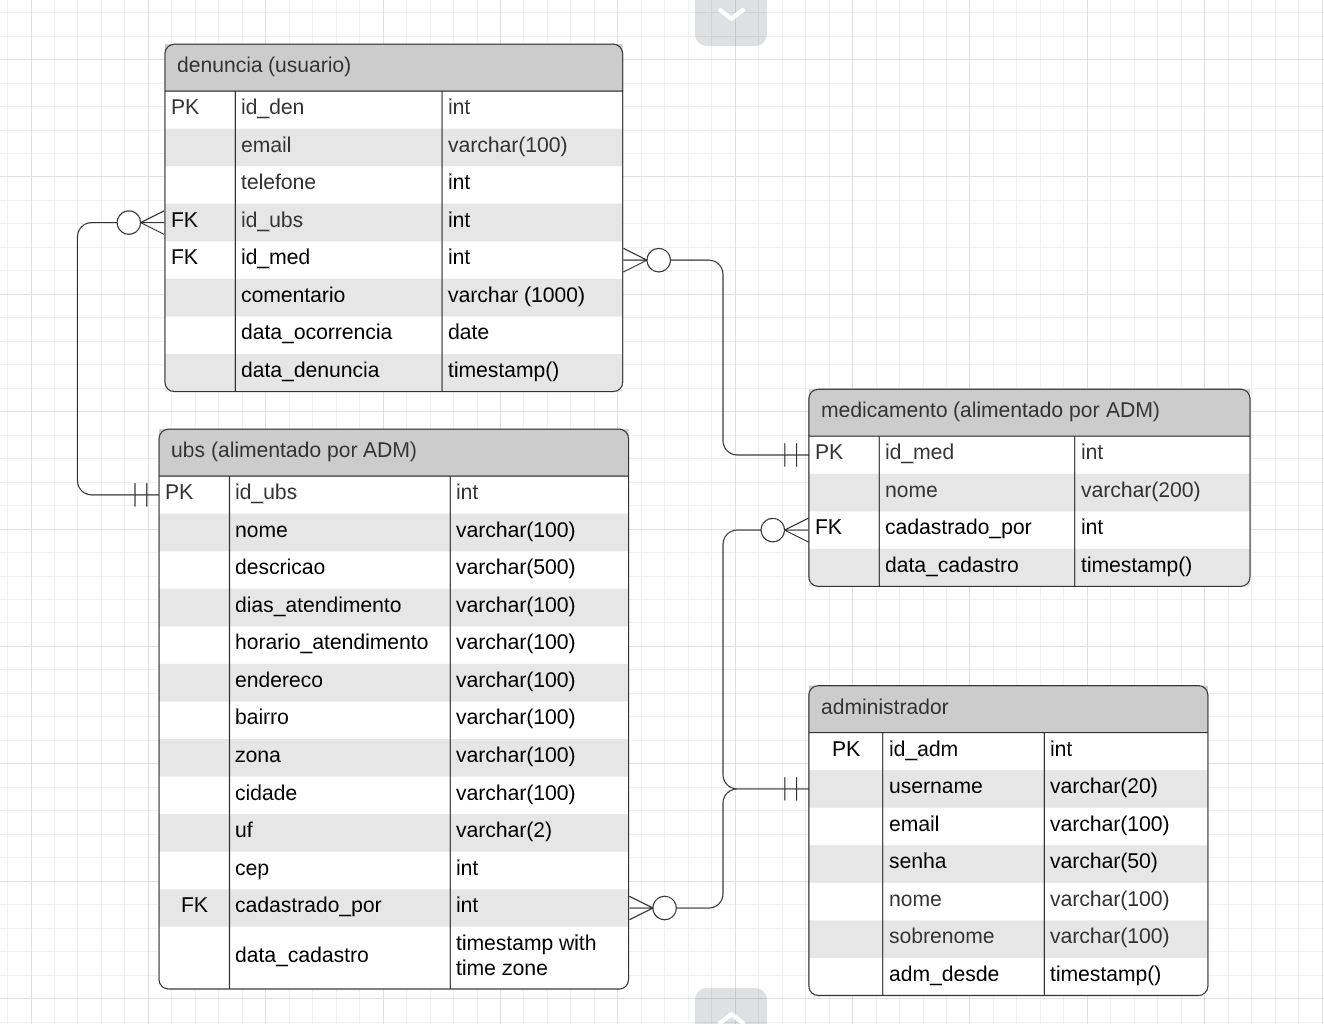 denuncia (usuario)
PK id_den int
email varchar(100)
telefone int
FK id_ubs int
FK id_med int
comentario varchar (1000)
data_ocorrencia date
data_denuncia timestamp()
ubs (alimentado por ADM)
PK id_ubs int
nome varchar(100)
descricao varchar(500)
dias_atendimento varchar(100)
horario_atendimento varchar(100)
endereco varchar(100)
bairro varchar(100)
zona varchar(100)
cidade varchar(100)
uf varchar(2)
cep int
FK cadastrado_por int
data_cadastro timestamp with
time zone
medicamento (alimentado por ADM)
PK id_med int
nome varchar(200)
FK cadastrado_por int
data_cadastro timestamp()
administrador
PK id_adm int
username varchar(20)
email varchar(100)
senha varchar(50)
nome varchar(100)
sobrenome varchar(100)
adm_desde timestamp()